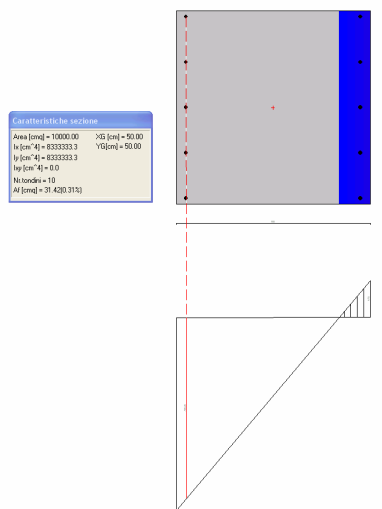 Caratteristiche sezione
Area [cmq] = 10000.00 XG [cm] = 50.00
Ix [cm^4] = 8333333.3 YG[cm] = 50.00
Iy [cm^4] = 8333333.3
Ixy [cm^4] = 0.0
Nr.tondini = 10
Af [cmq] = 31.42(0.31%)